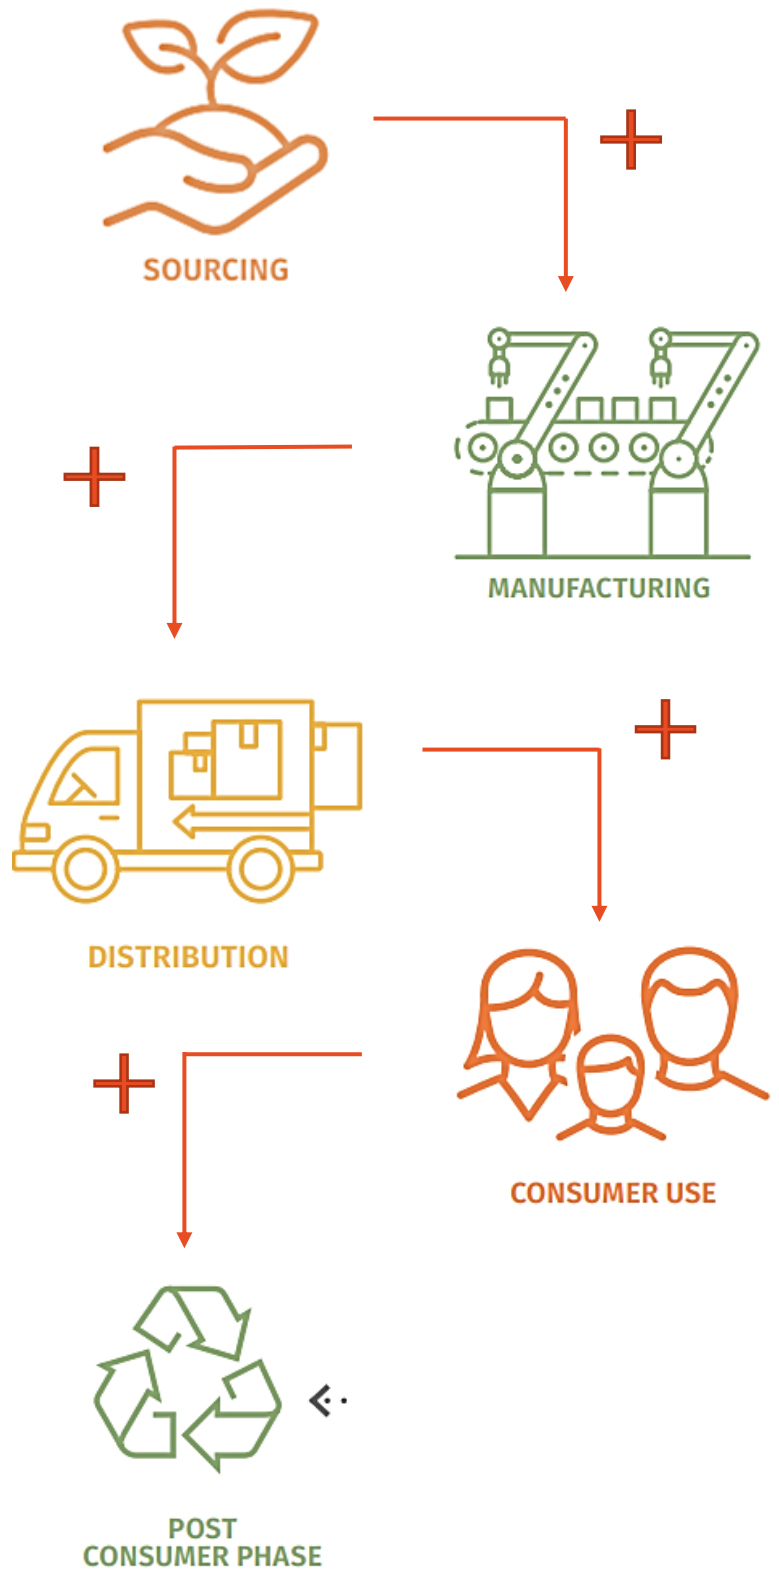 SOURCING
MANUFACTURING
DISTRIBUTION
CONSUMER USE
POST
CONSUMER PHASE